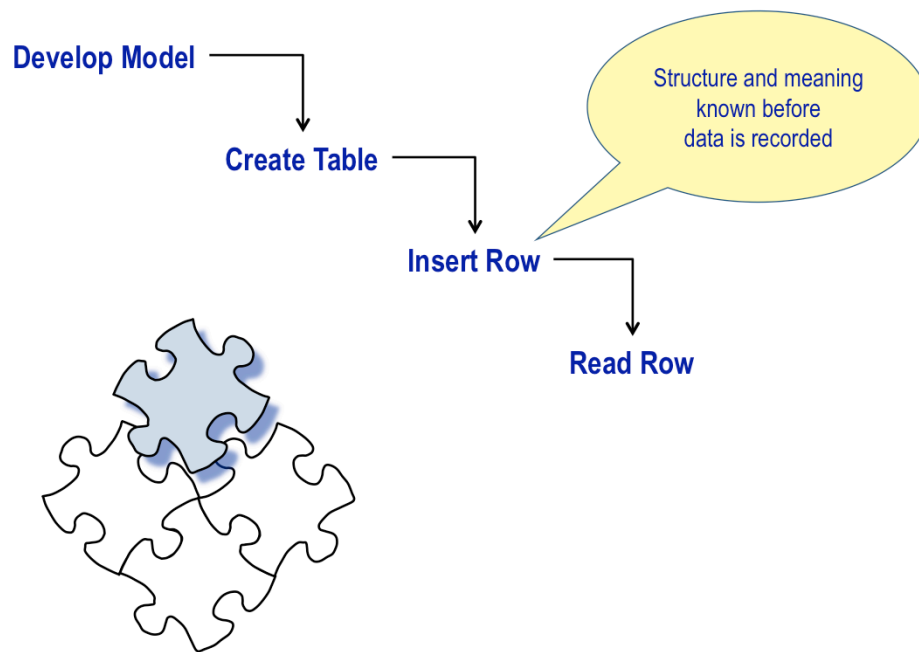 Develop Model
Structure and meaning
known before
data is recorded
Create Table
Insert Row
Read Row